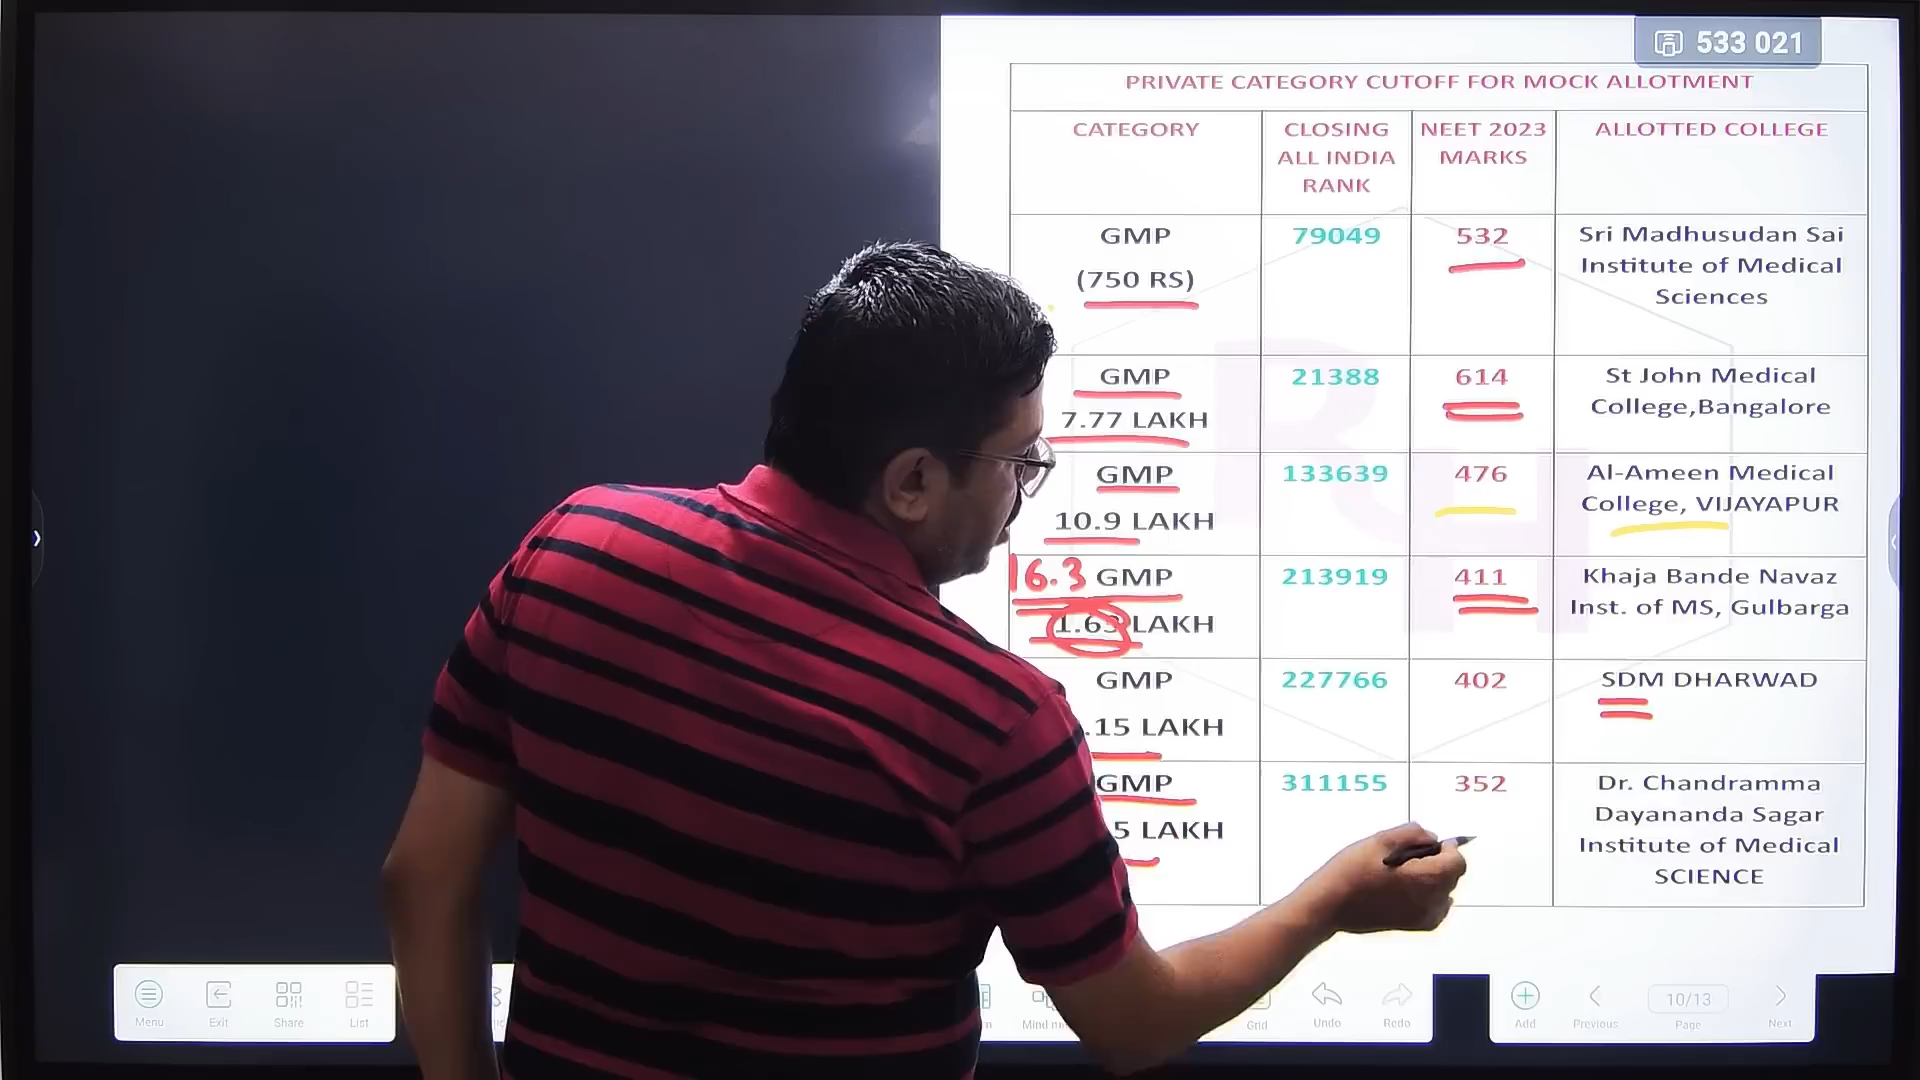 533 021
PRIVATE CATEGORY CUTOFF FOR MOCK ALLOTMENT
CATEGORY
CLOSING
ALL INDIA
RANK
NEET 2023
MARKS
ALLOTTED COLLEGE
GMP
(750 RS)
79049
532
Sri Madhusudan Sai
Institute of Medical
Sciences
GMP
7.77 LAKH
21388
614
St John Medical
College,Bangalore
GMP
10.9 LAKH
133639
476
Al-Ameen Medical
College, VIJAYAPUR
16.3 GMP
1.63 LAKH
213919
411
Khaja Bande Navaz
Inst. of MS, Gulbarga
GMP
.15 LAKH
227766
402
SDM DHARWAD
GMP
5 LAKH
311155
352
Dr. Chandramma
Dayananda Sagar
Institute of Medical
SCIENCE
Menu
Exit
Share
List
Grid
Undo
Redo
Add
Previous
10/13
Page
Next